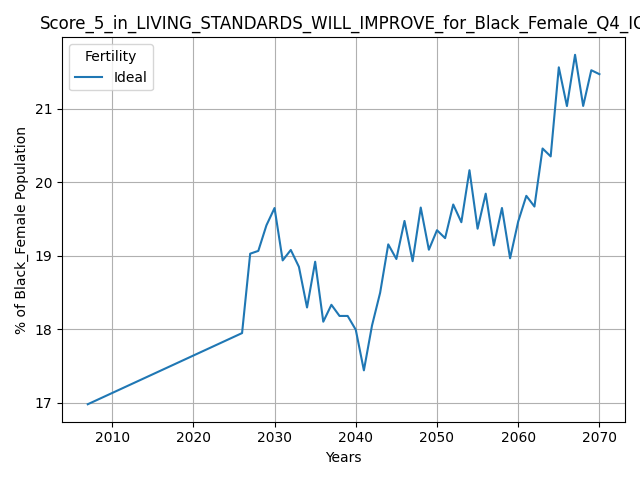 Score_5_in_LIVING_STANDARDS_WILL_IMPROVE_for_Black_Female_Q4_IC
Fertility
Ideal
% of Black_Female Population
21
20
19
18
17
2010 2020 2030 2040 2050 2060 2070
Years